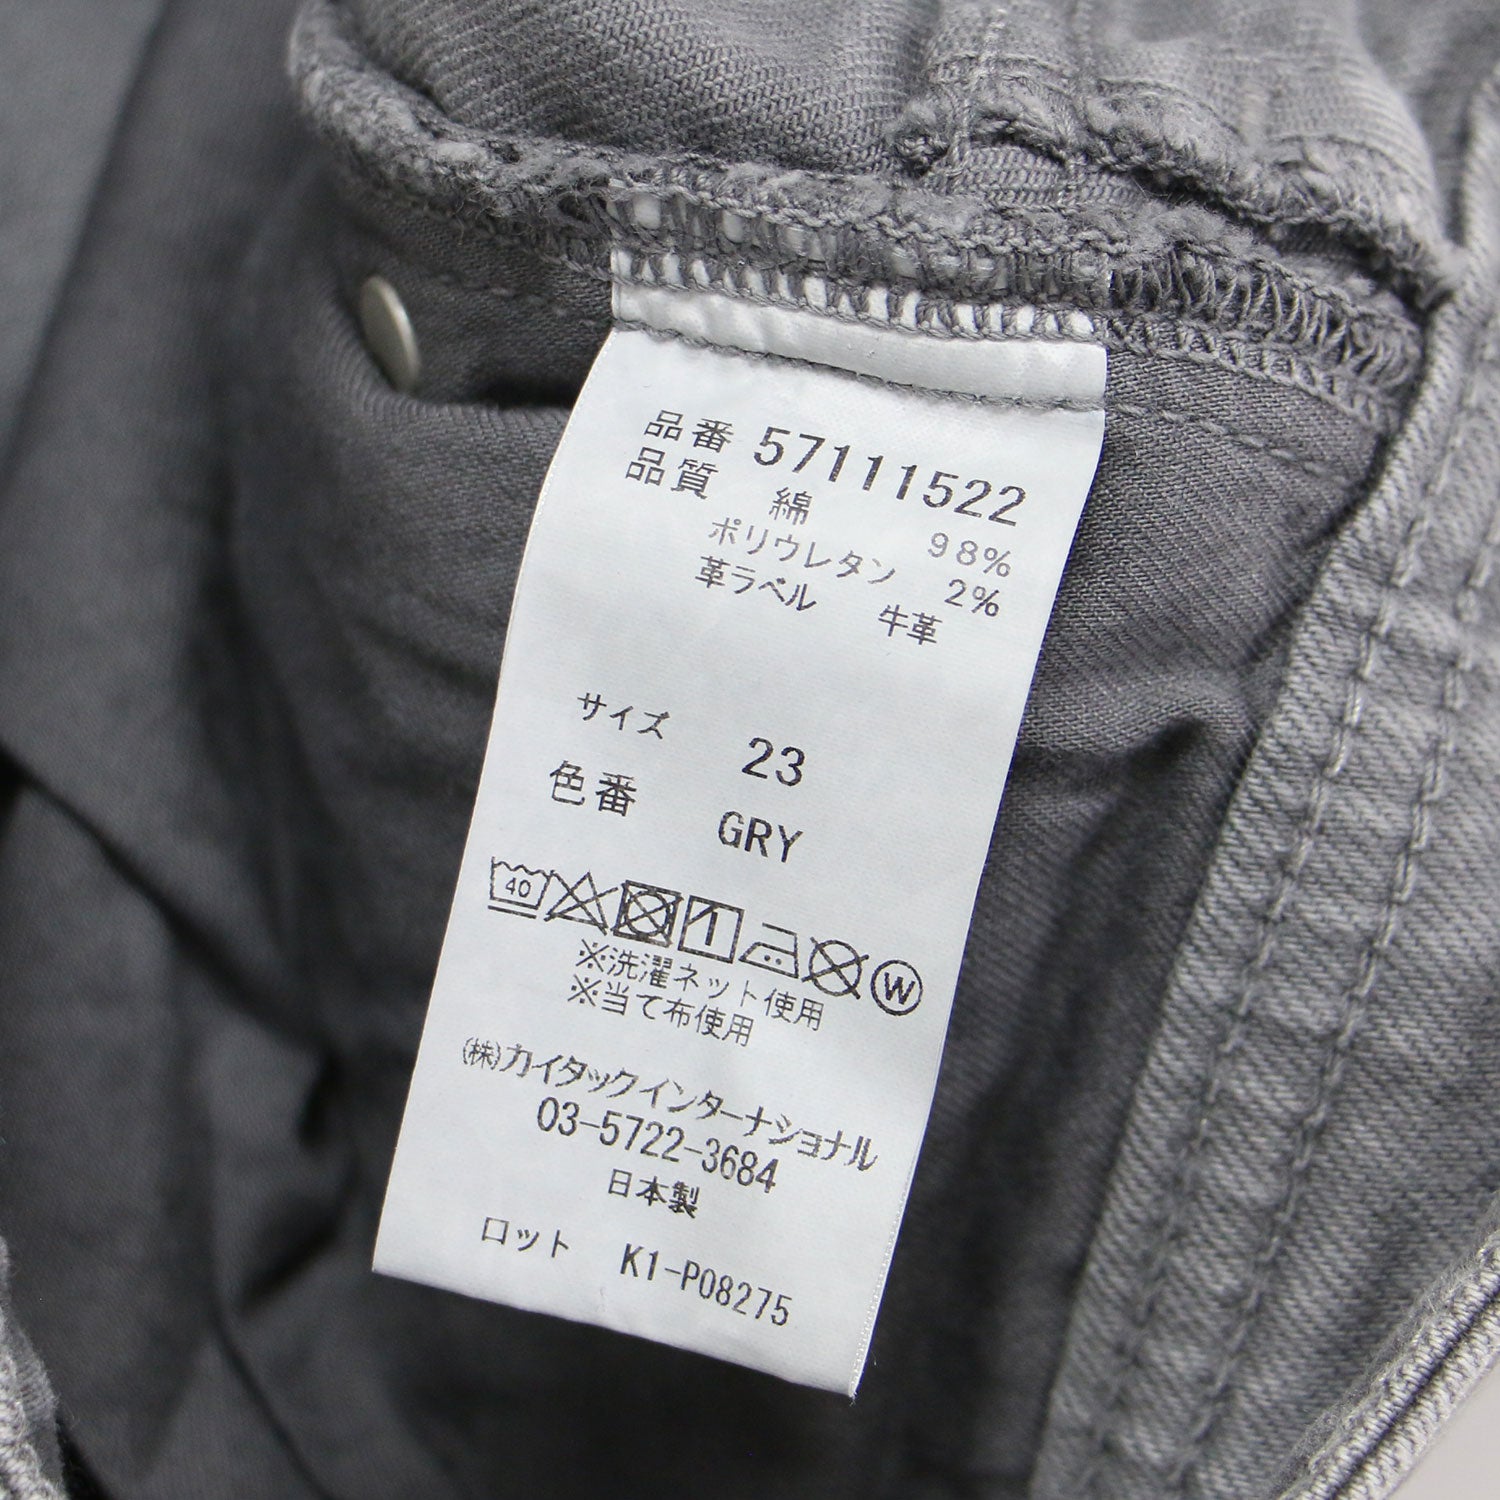 品番 57111522
品質 綿 98%
ポリウレタン 2%
革ラベル 牛革
サイズ 23
色番 GRY
40 W
※洗濯ネット使用
※当て布使用
(株)カイタックインターナショナル
03-5722-3684
日本製
ロット K1-P08275